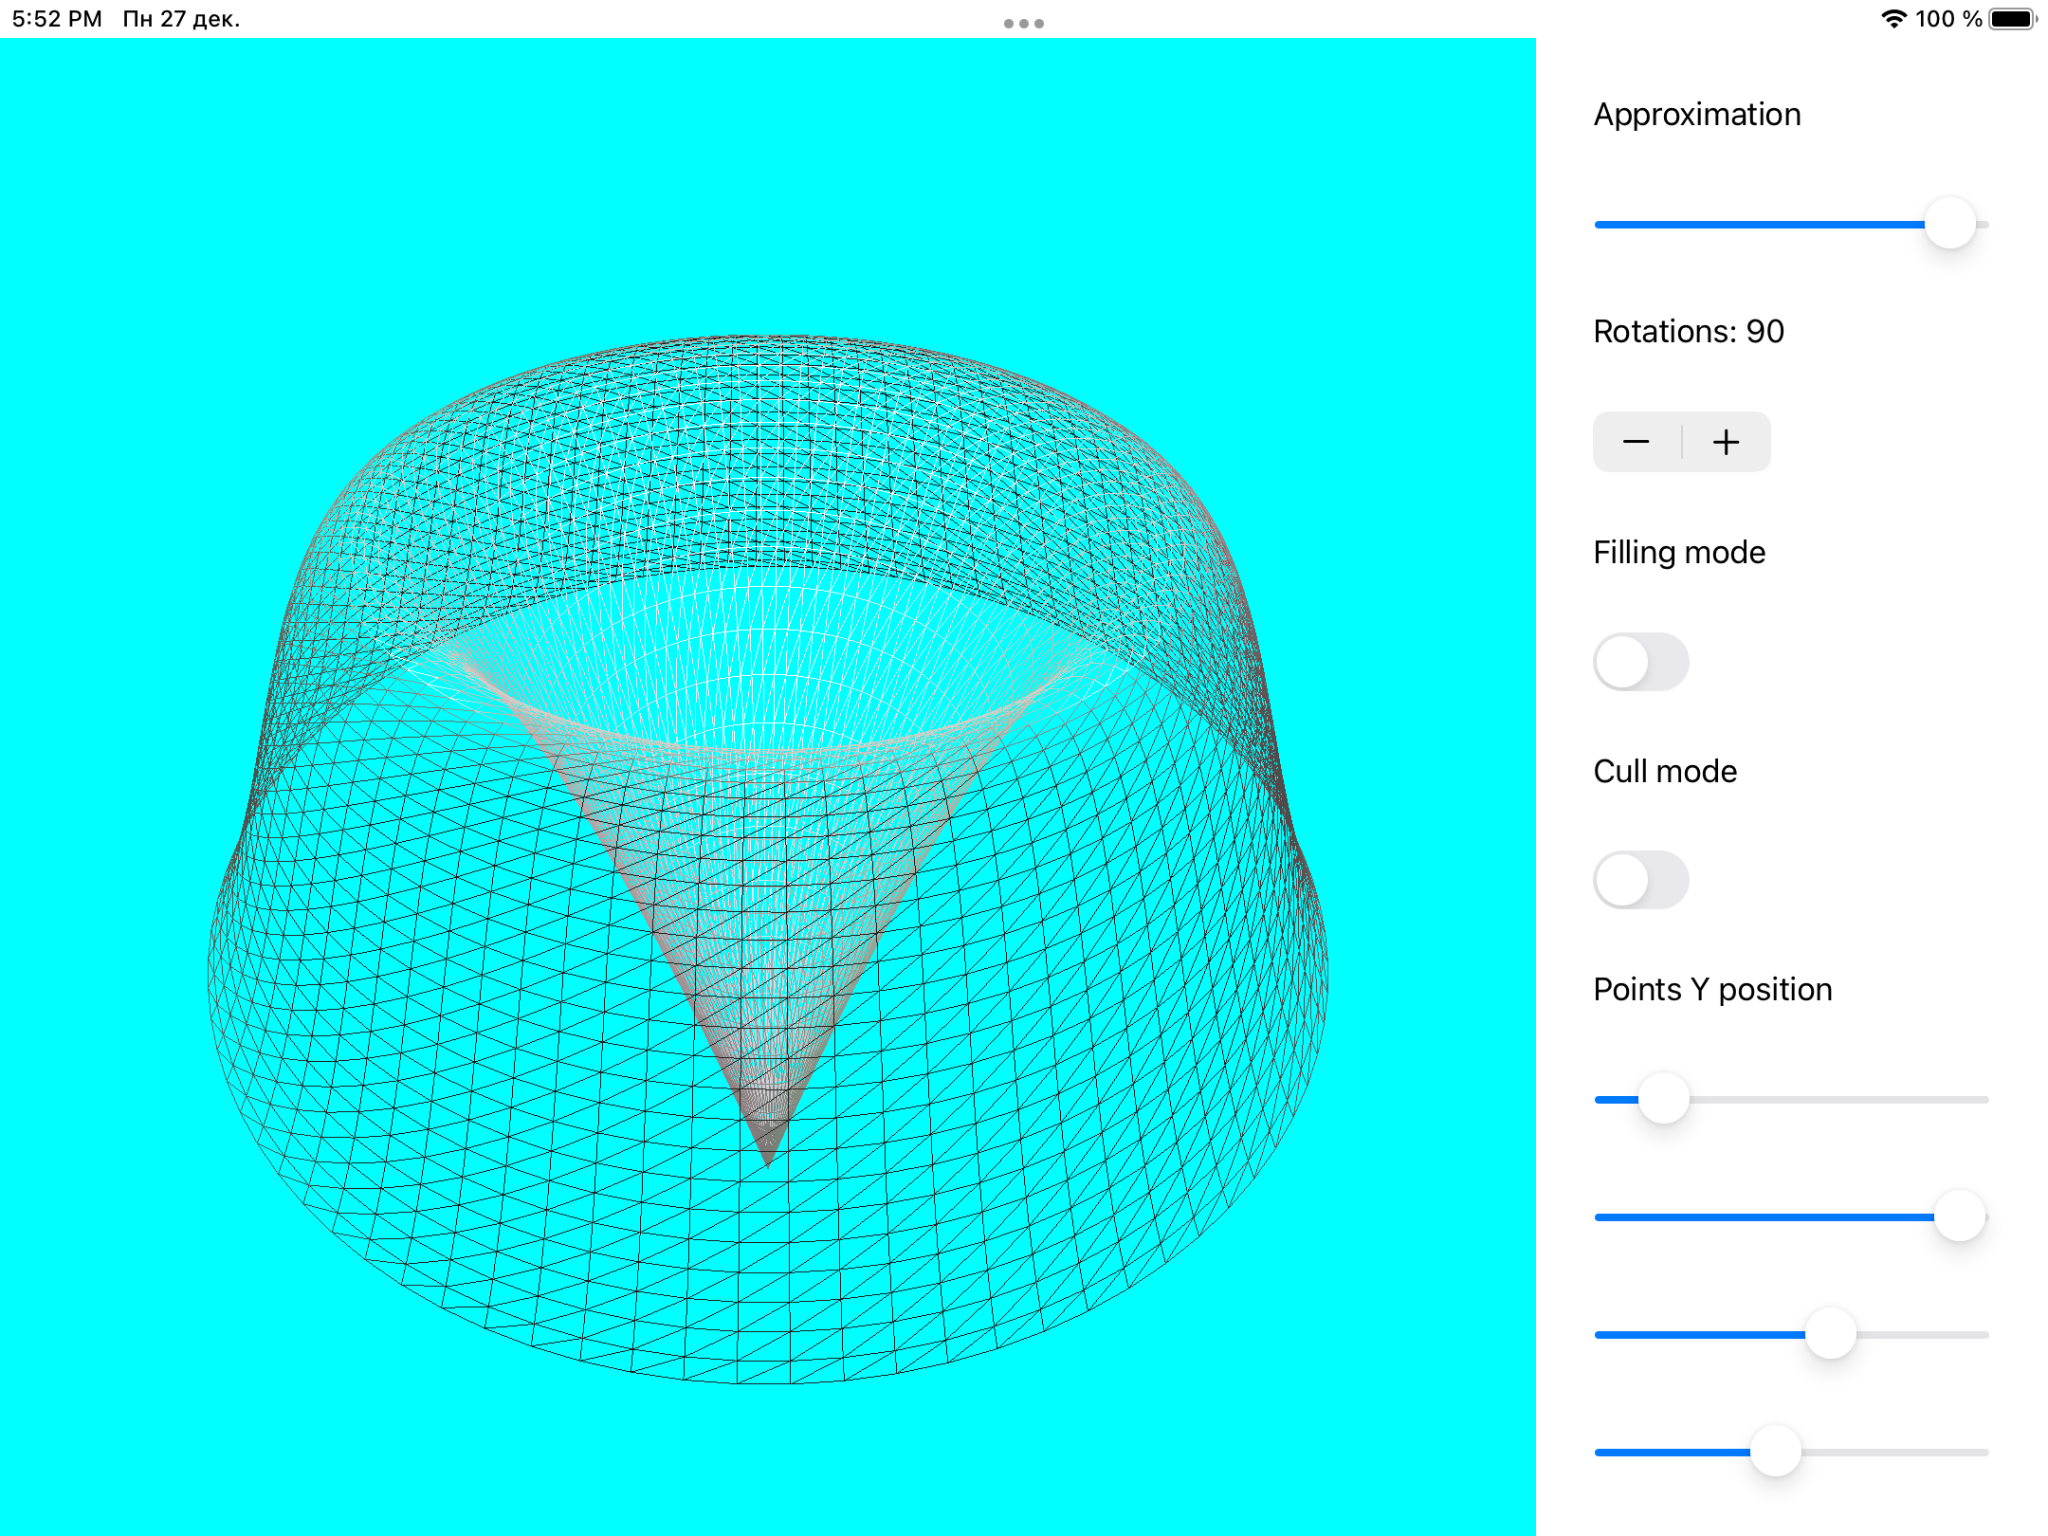 5:52 PM Пн 27 дек.
100 %
Approximation
Rotations: 90
Filling mode
Cull mode
Points Y position